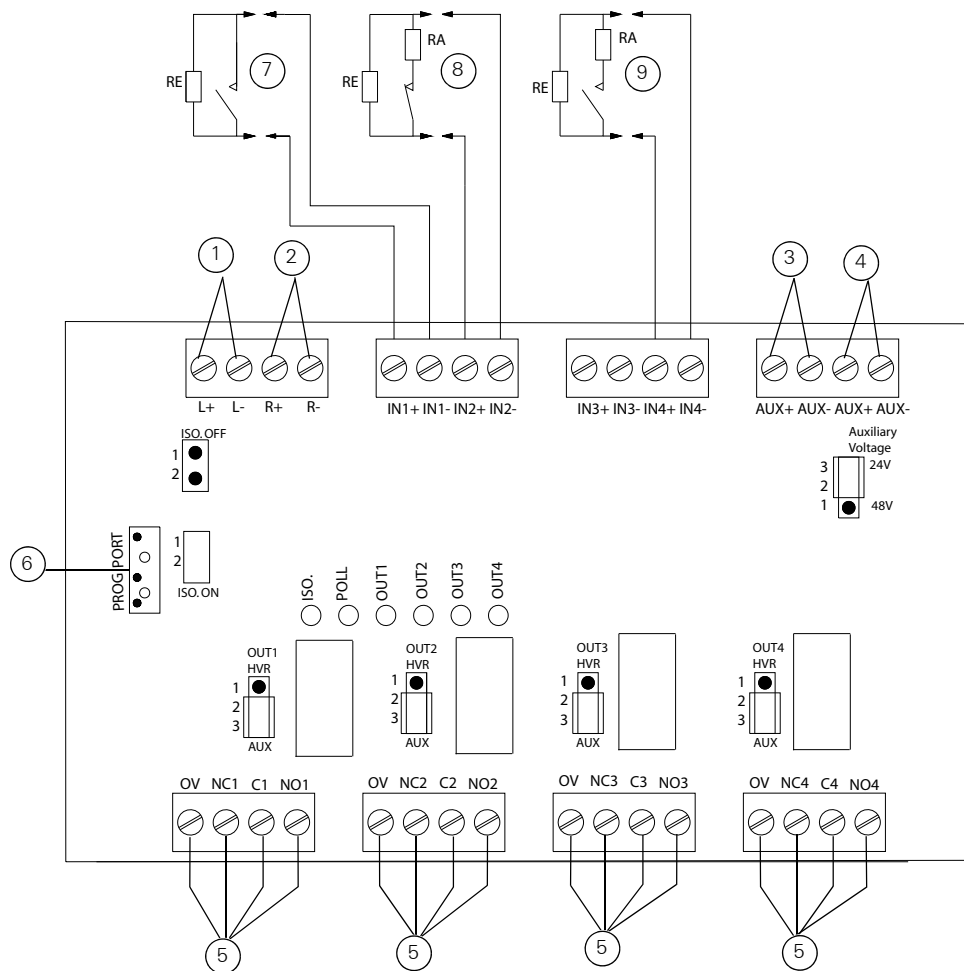 7
8
9
RE
RE
RA
RE
RA
1
2
3
4
L+ L- R+ R-
IN1+ IN1- IN2+ IN2-
IN3+ IN3- IN4+ IN4-
AUX+ AUX- AUX+ AUX-
ISO. OFF
1
2
Auxiliary
Voltage
3
2
1
24V
48V
6
PROG PORT
1
2
ISO. ON
ISO.
POLL
OUT1
OUT2
OUT3
OUT4
OUT1
HVR
1
2
3
AUX
OUT2
HVR
1
2
3
AUX
OUT3
HVR
1
2
3
AUX
OUT4
HVR
1
2
3
AUX
OV NC1 C1 NO1
OV NC2 C2 NO2
OV NC3 C3 NO3
OV NC4 C4 NO4
5
5
5
5